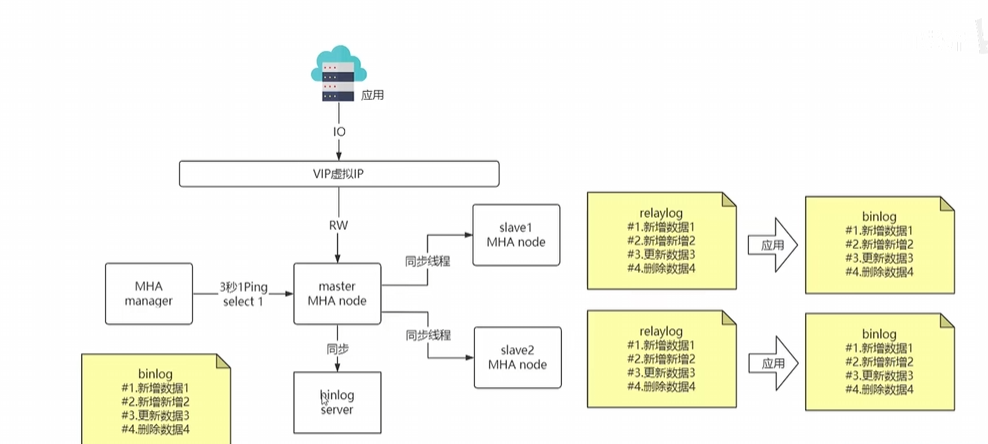 应用
IO
VIP虚拟IP
RW
slave1
MHA node
同步线程
MHA
manager
3秒1Ping
select 1
master
MHA node
同步线程
slave2
MHA node
同步
binlog
server
binlog
#1.新增数据1
#2.新增新增2
#3.更新数据3
#4.删除数据4
relaylog
#1.新增数据1
#2.新增新增2
#3.更新数据3
#4.删除数据4
应用
binlog
#1.新增数据1
#2.新增新增2
#3.更新数据3
#4.删除数据4
relaylog
#1.新增数据1
#2.新增新增2
#3.更新数据3
#4.删除数据4
应用
binlog
#1.新增数据1
#2.新增新增2
#3.更新数据3
#4.删除数据4